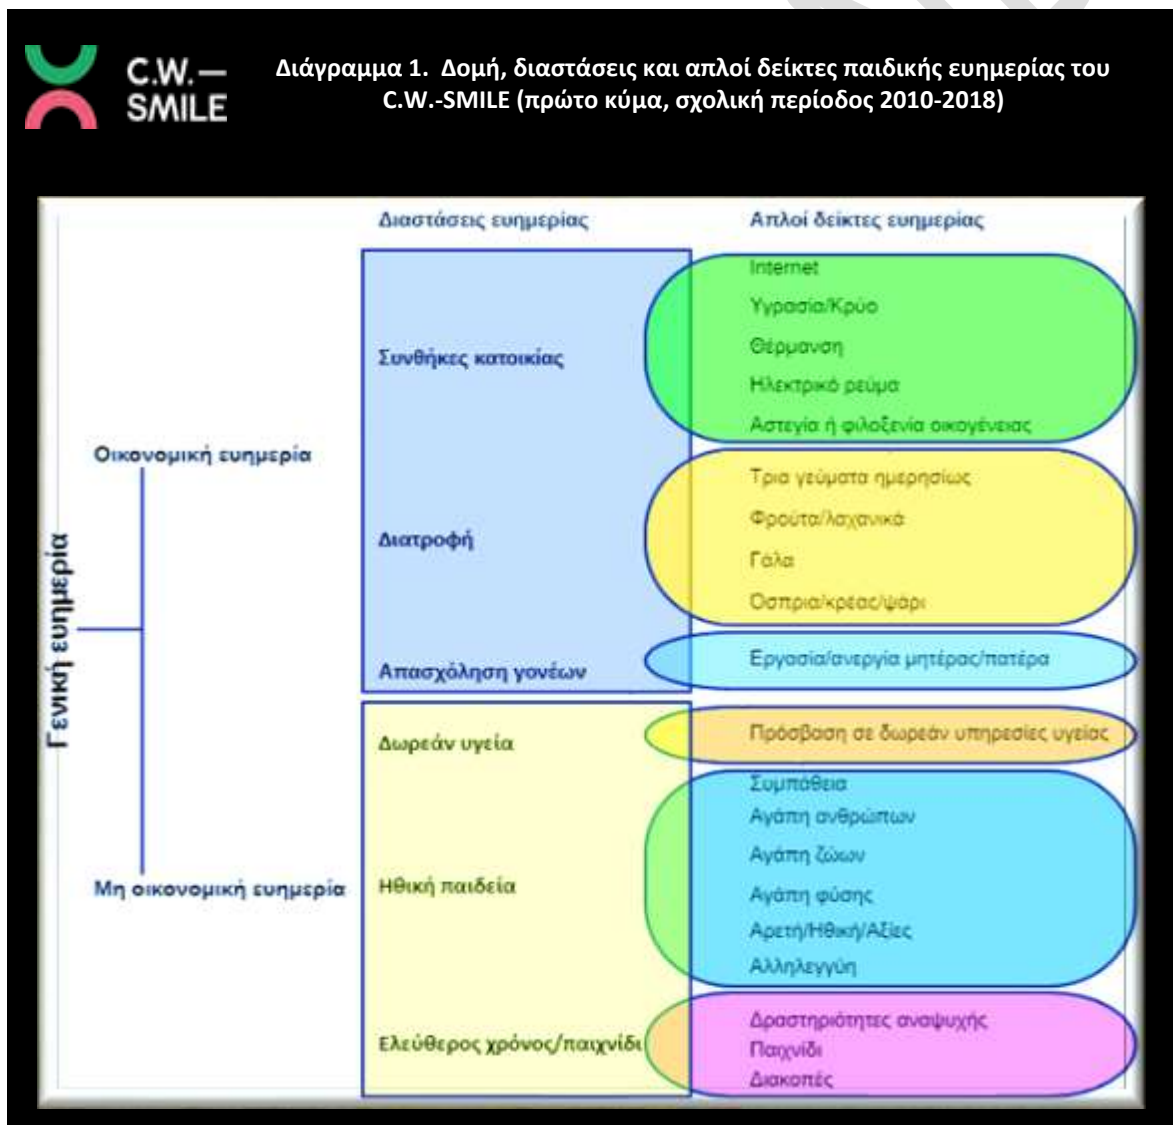 C.W.—
SMILE
Διάγραμμα 1. Δομή, διαστάσεις και απλοί δείκτες παιδικής ευημερίας του
C.W.-SMILE (πρώτο κύμα, σχολική περίοδος 2010-2018)
Διαστάσεις ευημερίας
Απλοί δείκτες ευημερίας
Γενική ευημερία
Οικονομική ευημερία
Συνθήκες κατοικίας
Internet
Υγρασία/Κρύο
Θέρμανση
Ηλεκτρικό ρεύμα
Αστεγία ή φιλοξενία οικογένειας
Διατροφή
Τρια γεύματα ημερησίως
Φρούτα/λαχανικά
Γάλα
Οσπρια/κρέας/ψάρι
Απασχόληση γονέων
Εργασία/ανεργία μητέρας/πατέρα
Μη οικονομική ευημερία
Δωρεάν υγεία
Πρόσβαση σε δωρεάν υπηρεσίες υγείας
Ηθική παιδεία
Συμπάθεια
Αγάπη ανθρώπων
Αγάπη ζώων
Αγάπη φύσης
Αρετή/Ηθική/Αξίες
Αλληλεγγύη
Ελεύθερος χρόνος/παιχνίδι
Δραστηριότητες αναψυχής
Παιχνίδι
Διακοπές